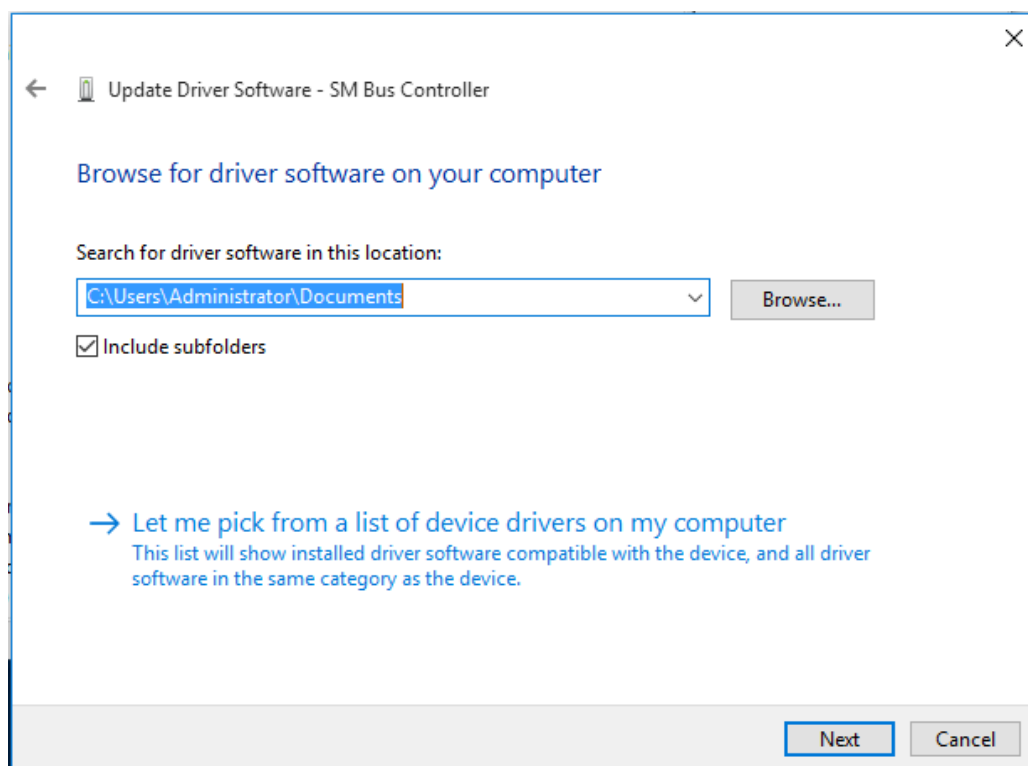 Update Driver Software - SM Bus Controller
Browse for driver software on your computer
Search for driver software in this location:
C:\Users\Administrator\Documents
Browse...
Include subfolders
Let me pick from a list of device drivers on my computer
This list will show installed driver software compatible with the device, and all driver
software in the same category as the device.
Next
Cancel